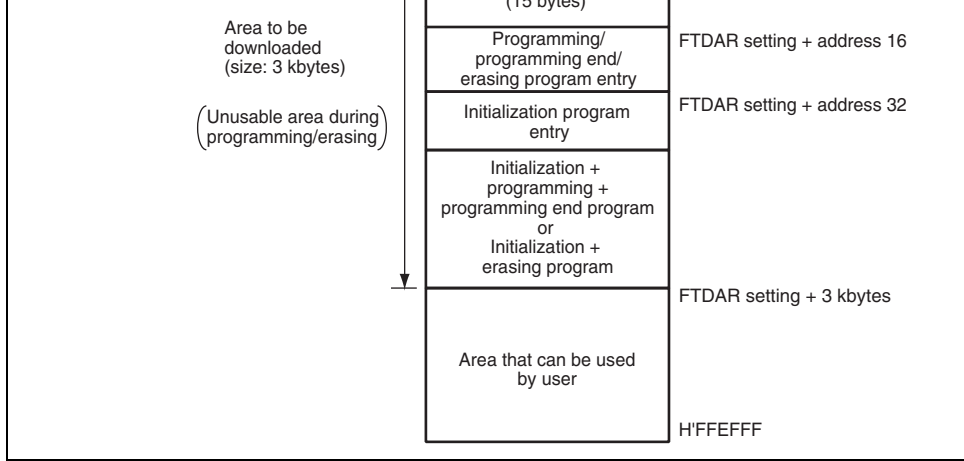 (15 bytes)
Area to be
downloaded
(size: 3 kbytes)
(Unusable area during
programming/erasing)
Programming/
programming end/
erasing program entry
FTDAR setting + address 16
Initialization program
entry
FTDAR setting + address 32
Initialization +
programming +
programming end program
or
Initialization +
erasing program
FTDAR setting + 3 kbytes
Area that can be used
by user
H'FFEFFF